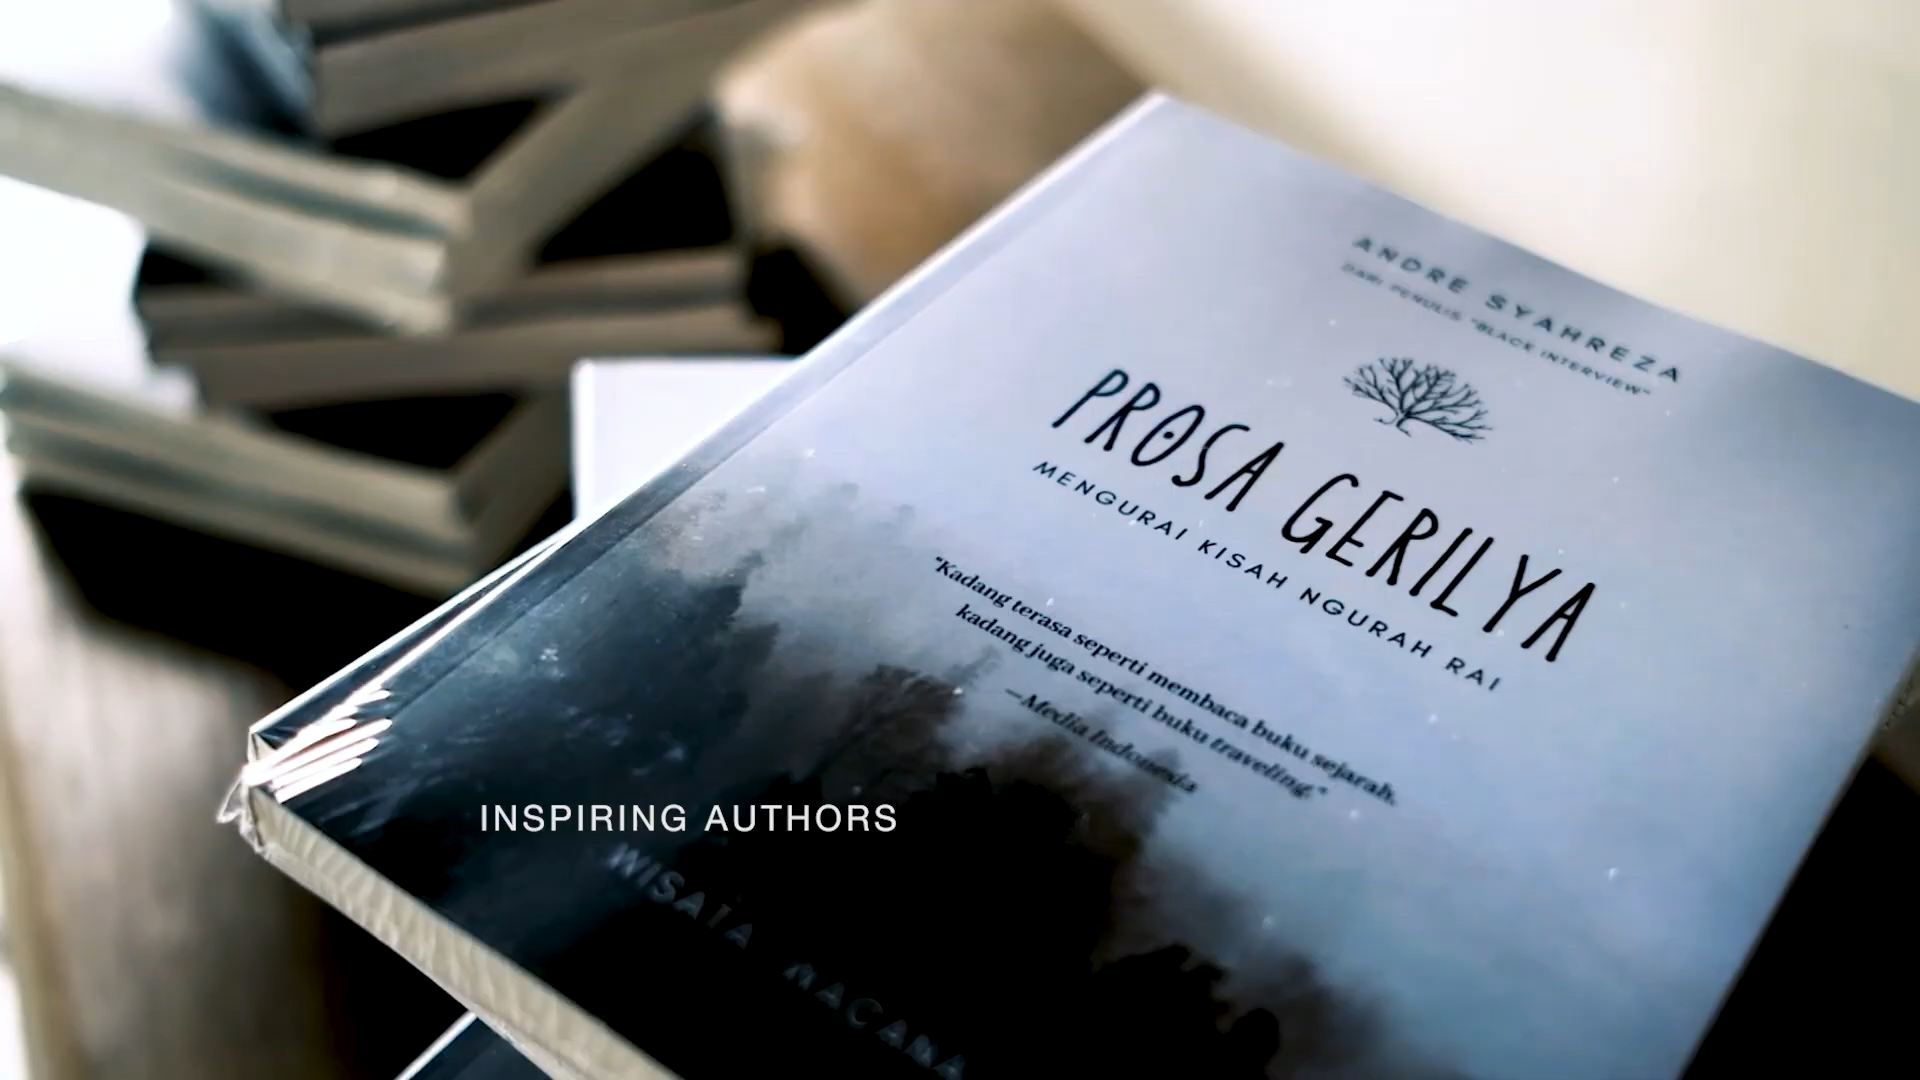 ANDRE SYAHREZA
DARI PENULIS "BLACK INTERVIEW"
PROSA GERILYA
MENGURAI KISAH NGURAH RAI
"Kadang terasa seperti membaca buku sejarah,
kadang juga seperti buku traveling."
—Media Indonesia
INSPIRING AUTHORS
WISATA MACANA